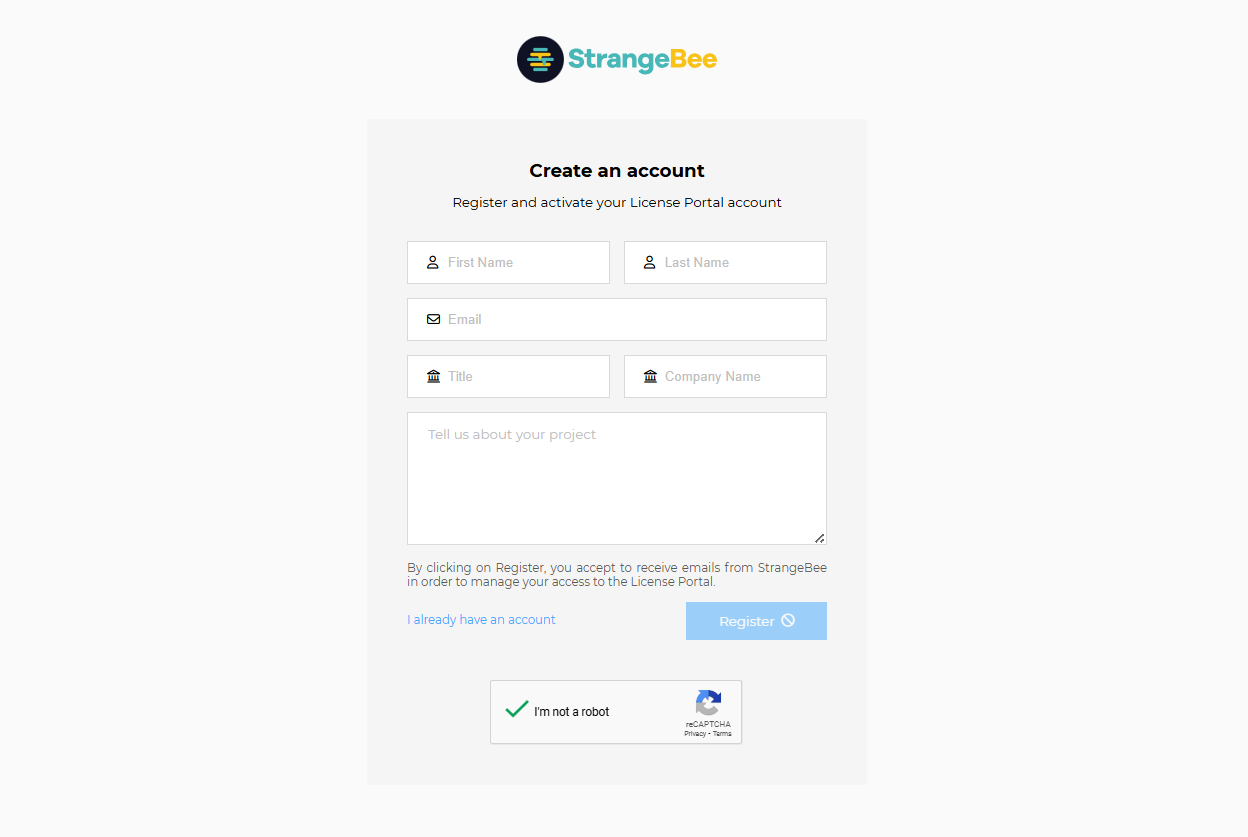 StrangeBee
Create an account
Register and activate your License Portal account
First Name
Last Name
Email
Title
Company Name
Tell us about your project
By clicking on Register, you accept to receive emails from StrangeBee
in order to manage your access to the License Portal.
I already have an account
Register
I'm not a robot
reCAPTCHA
Privacy - Terms